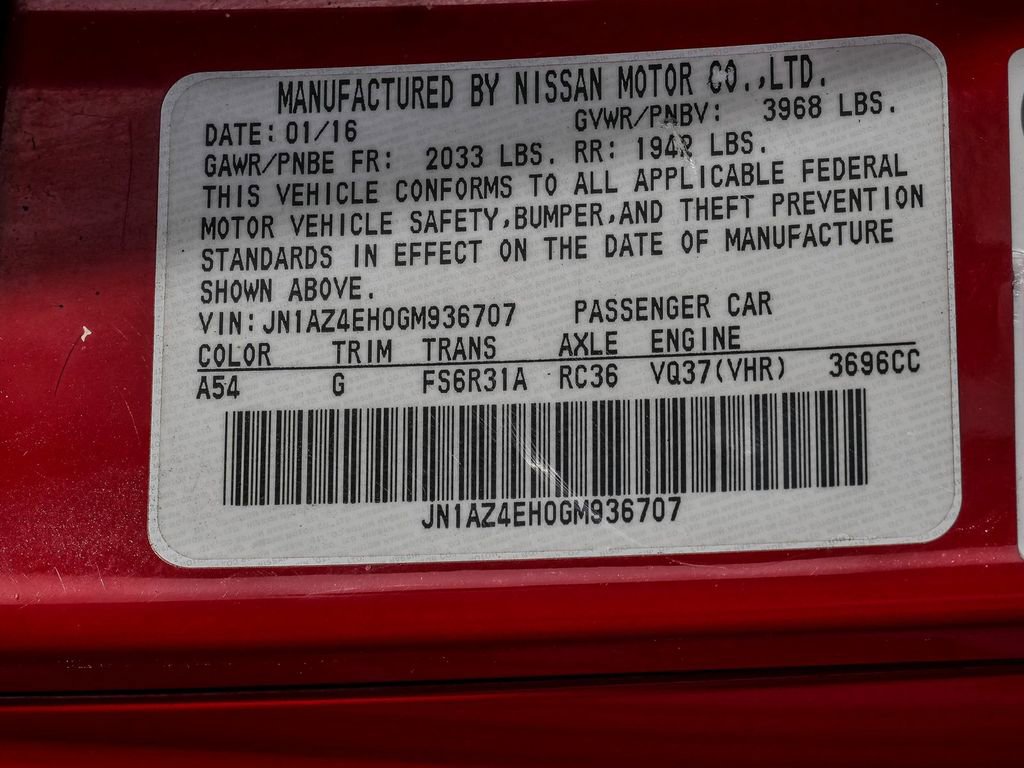 MANUFACTURED BY NISSAN MOTOR CO.,LTD.
DATE: 01/16 GVWR/PNBV: 3968 LBS.
GAWR/PNBE FR: 2033 LBS. RR: 1942 LBS.
THIS VEHICLE CONFORMS TO ALL APPLICABLE FEDERAL
MOTOR VEHICLE SAFETY,BUMPER,AND THEFT PREVENTION
STANDARDS IN EFFECT ON THE DATE OF MANUFACTURE
SHOWN ABOVE.
VIN: JN1AZ4EH0GM936707 PASSENGER CAR
COLOR TRIM TRANS AXLE ENGINE
A54 G FS6R31A RC36 VQ37(VHR) 3696CC
JN1AZ4EH0GM936707